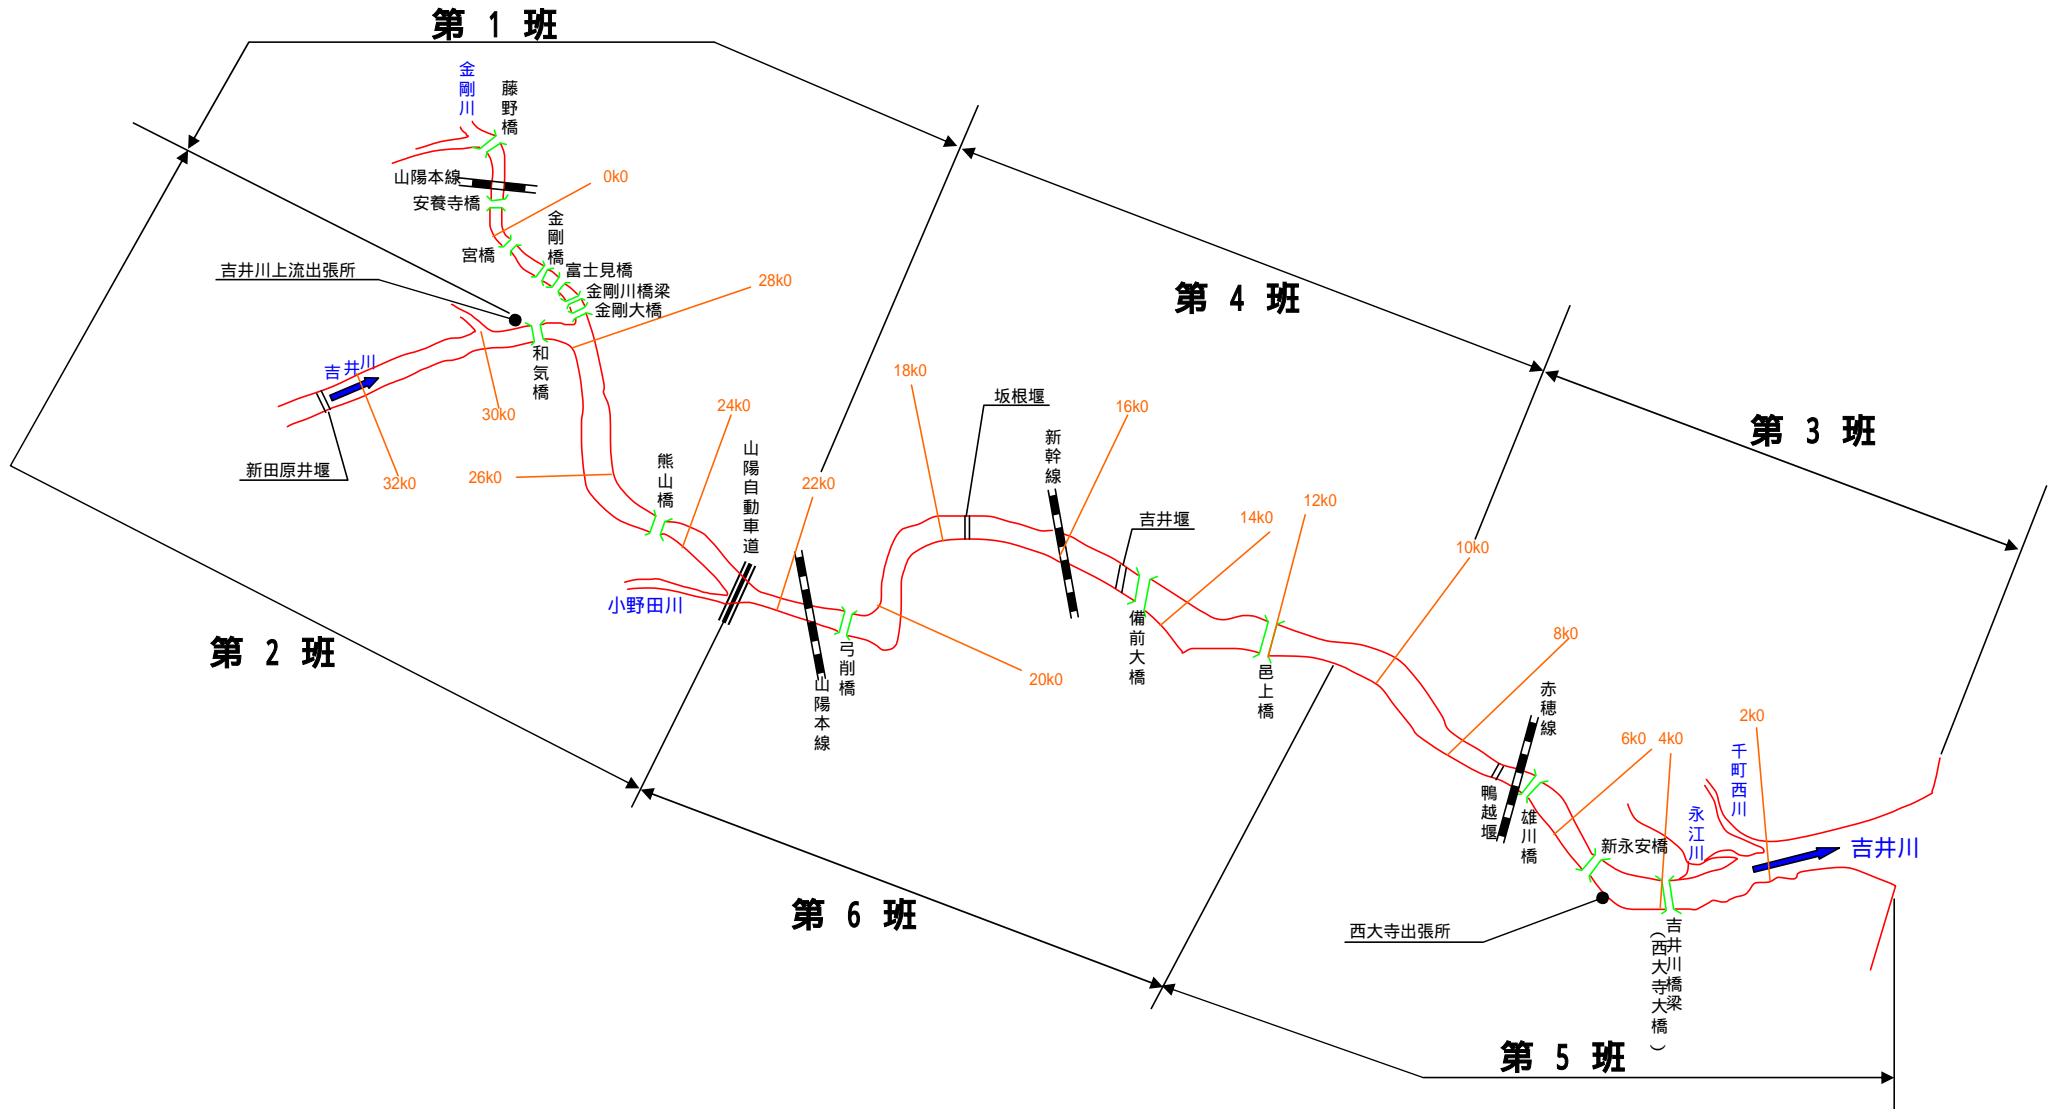 第 1 班
金剛川
藤野橋
山陽本線
0k0
安養寺橋
金剛橋
宮橋
吉井川上流出張所
富士見橋
金剛川橋梁
金剛大橋
28k0
第 4 班
和気橋
吉井川
30k0
新田原井堰
32k0
26k0
24k0
熊山橋
山陽自動車道
22k0
18k0
坂根堰
新幹線
16k0
吉井堰
14k0
12k0
10k0
第 3 班
小野田川
第 2 班
弓削橋
山陽本線
20k0
備前大橋
邑上橋
8k0
赤穂線
6k0
4k0
2k0
千町西川
永江川
鴨越堰
雄川橋
新永安橋
吉井川
第 6 班
西大寺出張所
吉井川橋梁
（西大寺大橋）
第 5 班